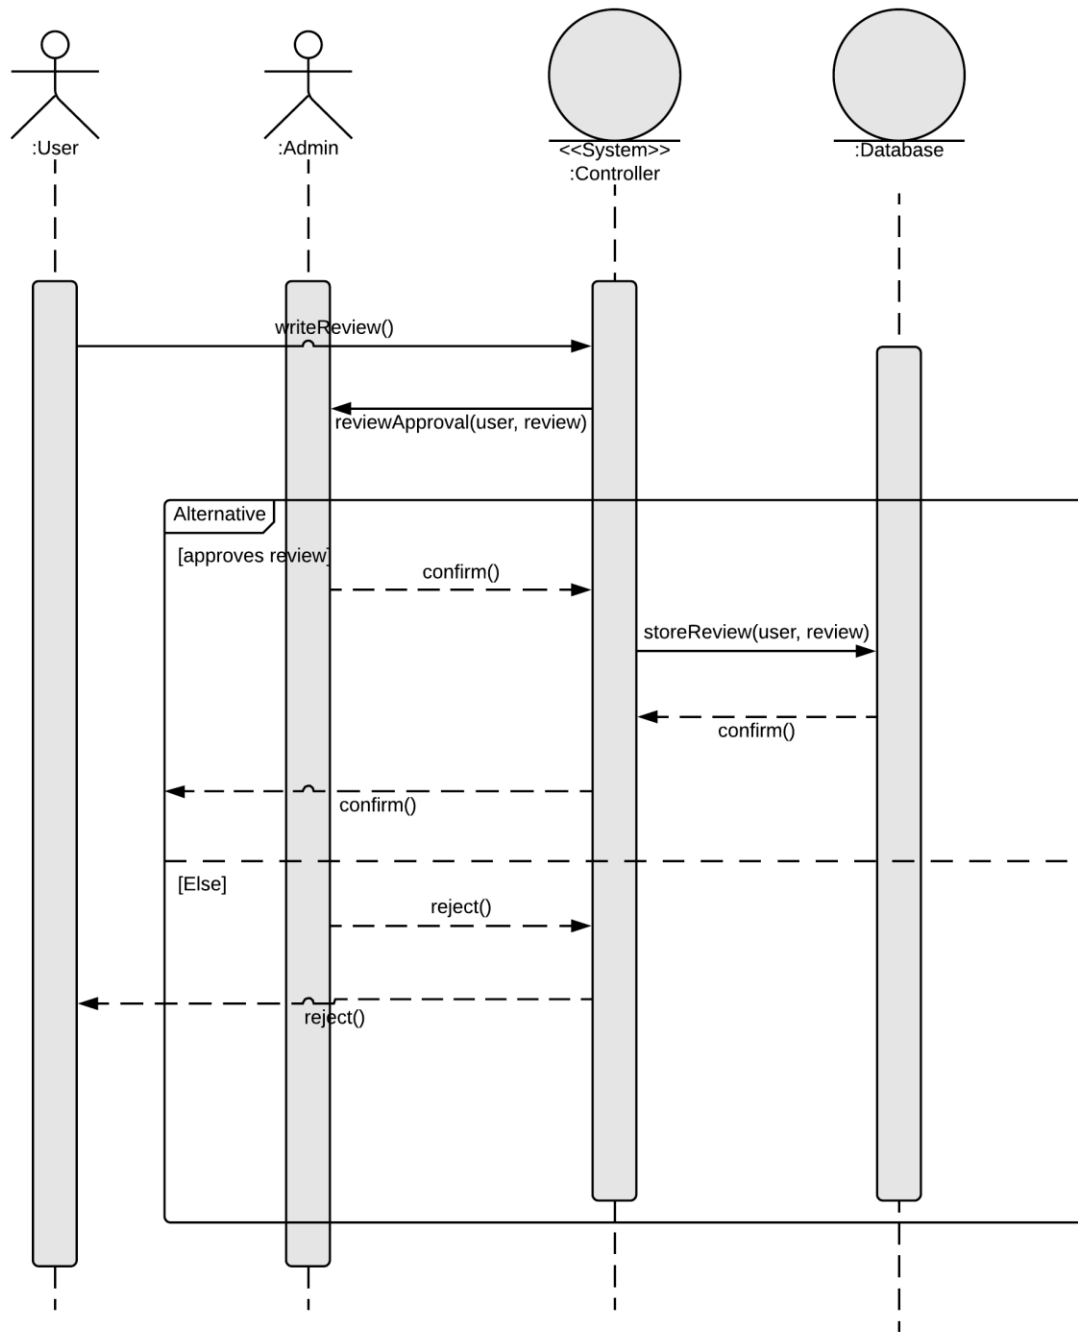 :User
:Admin
<<System>>
:Controller
:Database
writeReview()
reviewApproval(user, review)
Alternative
[approves review]
confirm()
storeReview(user, review)
confirm()
confirm()
[Else]
reject()
reject()